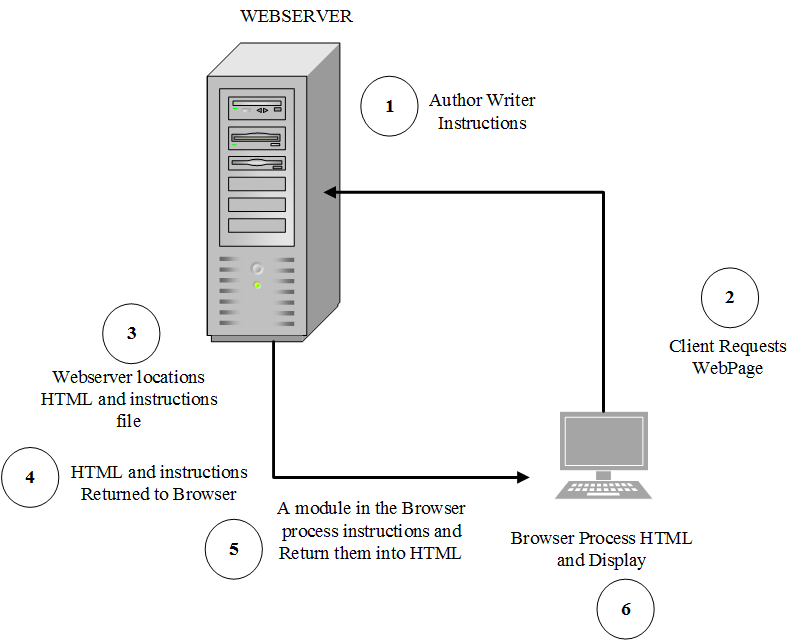 WEBSERVER
1
Author Writer
Instructions
2
Client Requests
WebPage
3
Webserver locations
HTML and instructions
file
4
HTML and instructions
Returned to Browser
5
A module in the Browser
process instructions and
Return them into HTML
Browser Process HTML
and Display
6